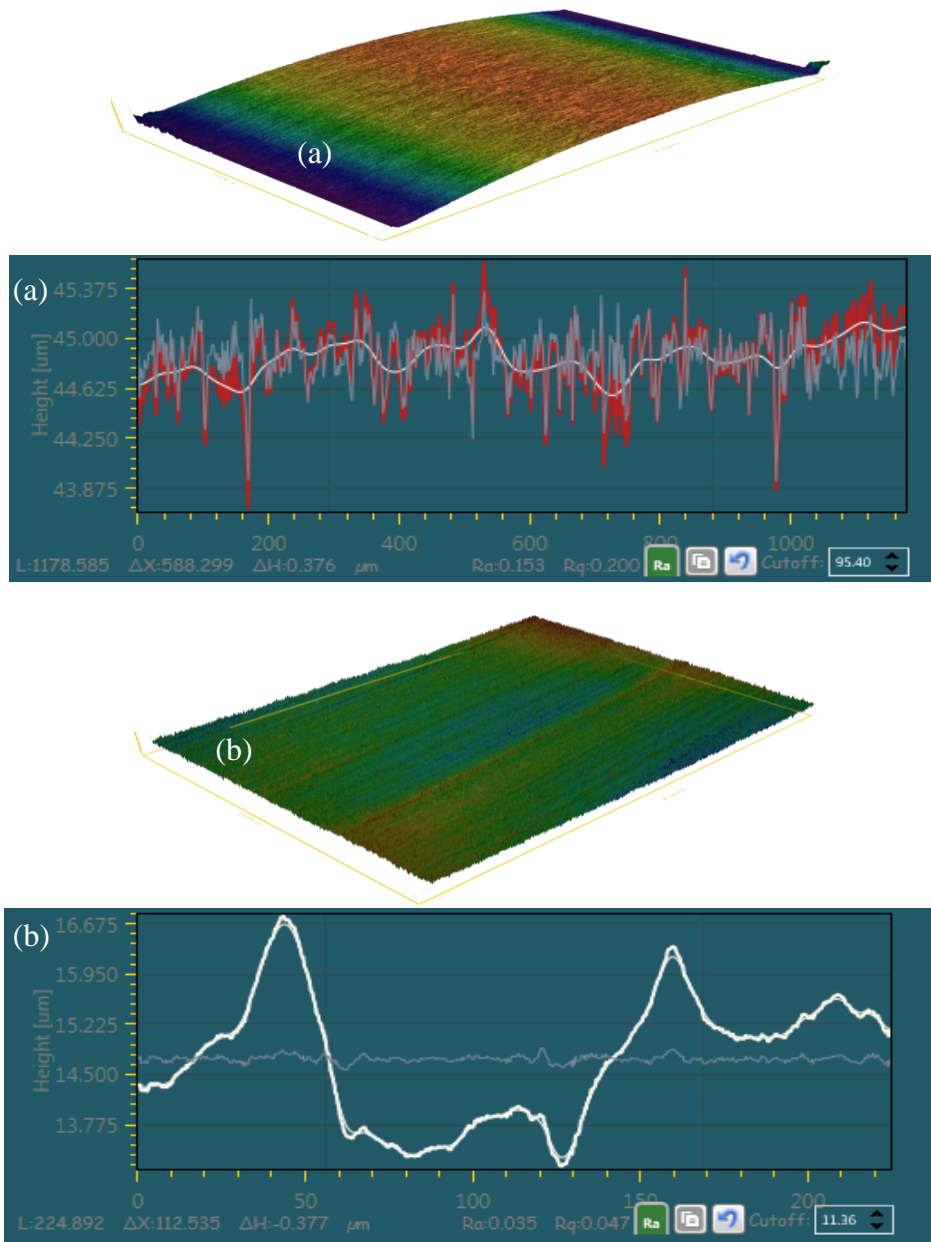 (a)
(a)
Height [um]
45.375
45.000
44.625
44.250
43.875
0 200 400 600 800 1000
L:1178.585 ΔX:588.299 ΔH:0.376 μm Ra:0.153 Rq:0.200 Ra Cutoff: 95.40
(b)
(b)
Height [um]
16.675
15.950
15.225
14.500
13.775
0 50 100 150 200
L:224.892 ΔX:112.535 ΔH:-0.377 μm Ra:0.035 Rq:0.047 Ra Cutoff: 11.36